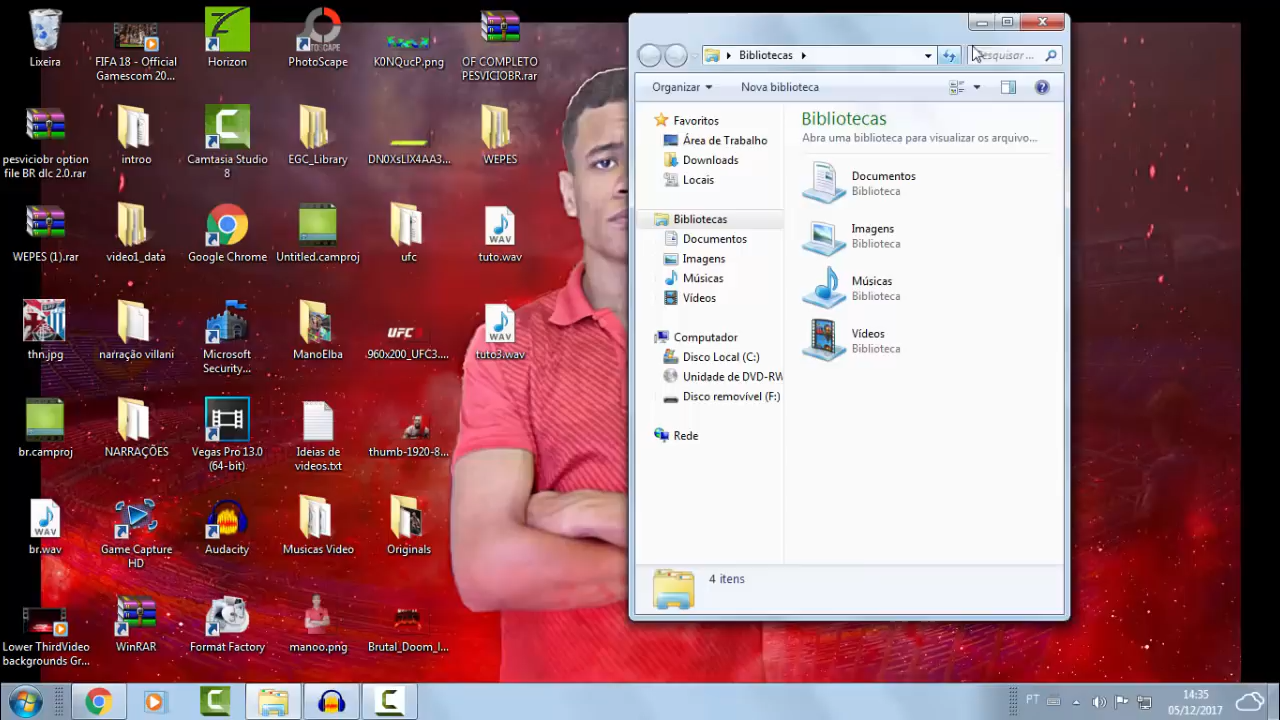 Lixeira
FIFA 18 - Official
Gamescom 20...
Horizon
PhotoScape
K0NQucP.png
OF COMPLETO
PESVICIOBR.rar
pesviciobr option
file BR dlc 2.0.rar
introo
Camtasia Studio
8
EGC_Library
DN0XsLIX4AA3...
WEPES
WEPES (1).rar
video1_data
Google Chrome
Untitled.camproj
ufc
tuto.wav
thn.jpg
narração villani
Microsoft
Security...
ManoElba
.960x200_UFC3....
tuto3.wav
br.camproj
NARRAÇÕES
Vegas Pro 13.0
(64-bit)
Ideias de
videos.txt
thumb-1920-8...
br.wav
Game Capture
HD
Audacity
Musicas Video
Originals
Lower ThirdVideo
backgrounds Gr...
WinRAR
Format Factory
manoo.png
Brutal_Doom_I...
Bibliotecas
Pesquisar ...
Organizar
Nova biblioteca
Favoritos
Área de Trabalho
Downloads
Locais
Bibliotecas
Documentos
Imagens
Músicas
Vídeos
Computador
Disco Local (C:)
Unidade de DVD-RW
Disco removível (F:)
Rede
Bibliotecas
Abra uma biblioteca para visualizar os arquivo...
Documentos
Biblioteca
Imagens
Biblioteca
Músicas
Biblioteca
Vídeos
Biblioteca
4 itens
PT
14:35
05/12/2017